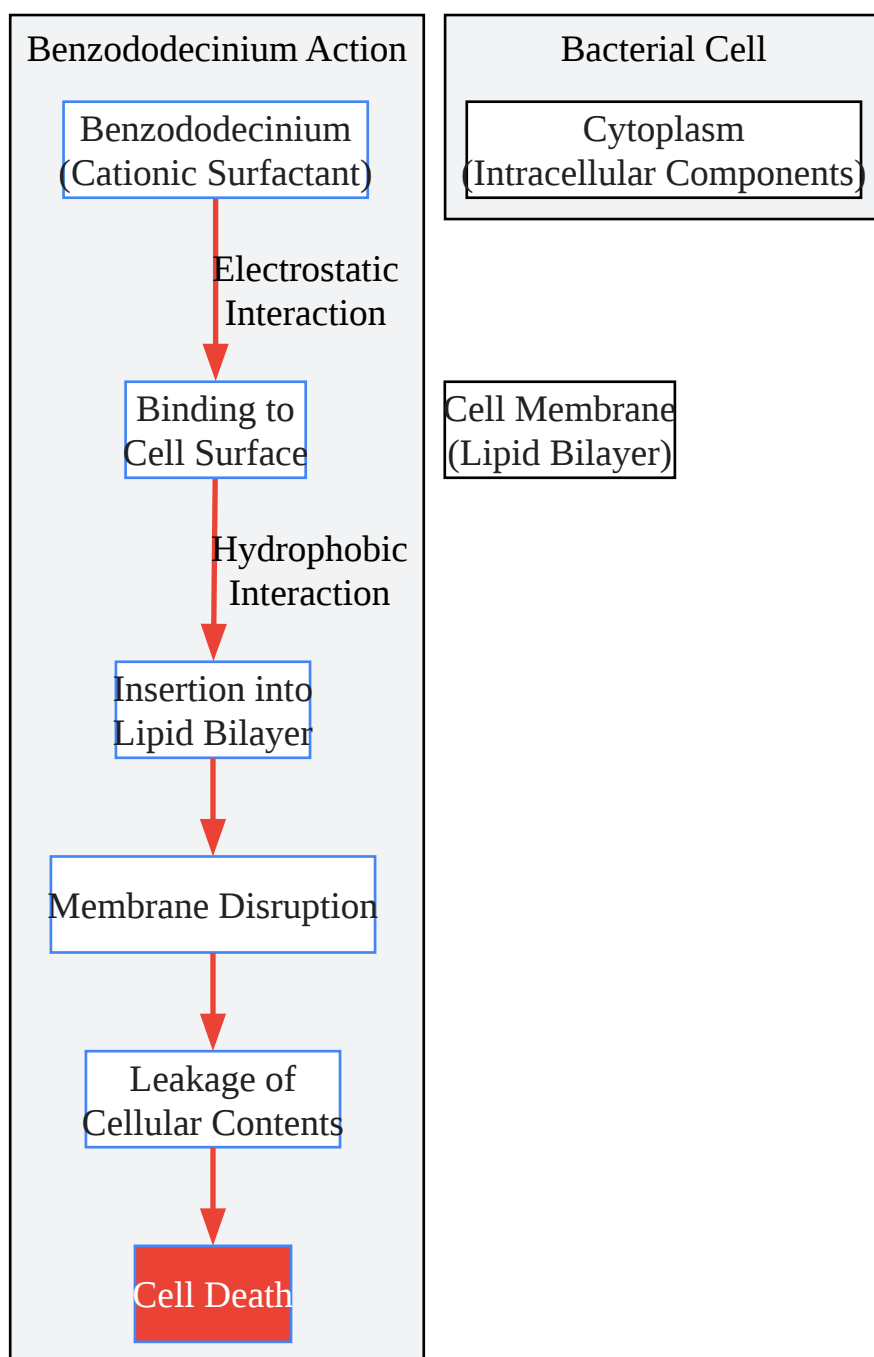 Benzododecinium Action
Benzododecinium
(Cationic Surfactant)
Electrostatic
Interaction
Binding to
Cell Surface
Hydrophobic
Interaction
Insertion into
Lipid Bilayer
Membrane Disruption
Leakage of
Cellular Contents
Cell Death
Bacterial Cell
Cytoplasm
(Intracellular Components)
Cell Membrane
(Lipid Bilayer)